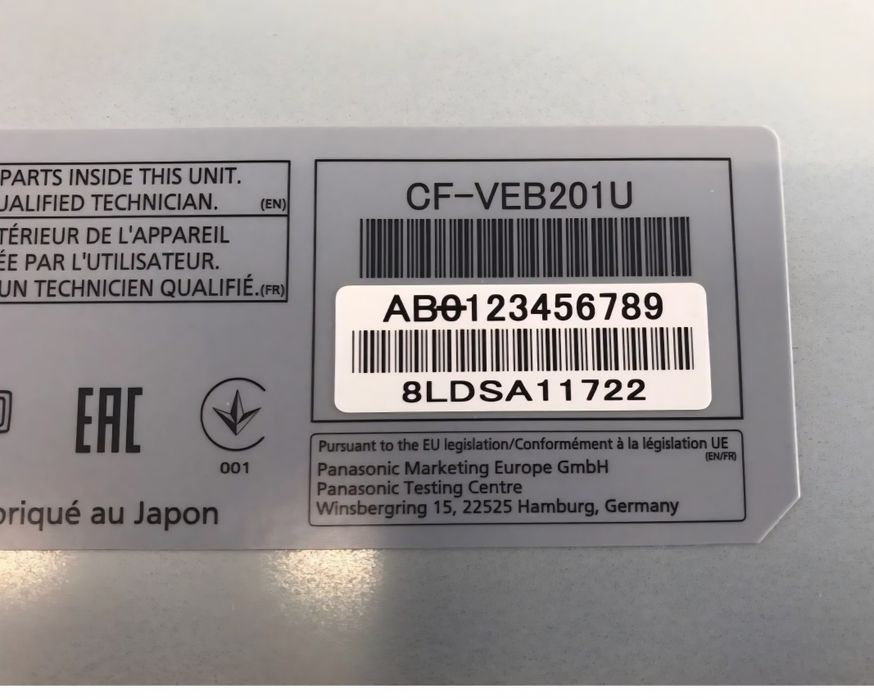 PARTS INSIDE THIS UNIT.
UALIFIED TECHNICIAN. (EN)
TÉRIEUR DE L'APPAREIL
ÉE PAR L'UTILISATEUR.
UN TECHNICIEN QUALIFIÉ. (FR)
EAC
001
briqué au Japon
CF-VEB201U
AB0123456789
8LDSA11722
Pursuant to the EU legislation/Conformément à la législation UE
(EN/FR)
Panasonic Marketing Europe GmbH
Panasonic Testing Centre
Winsbergring 15, 22525 Hamburg, Germany